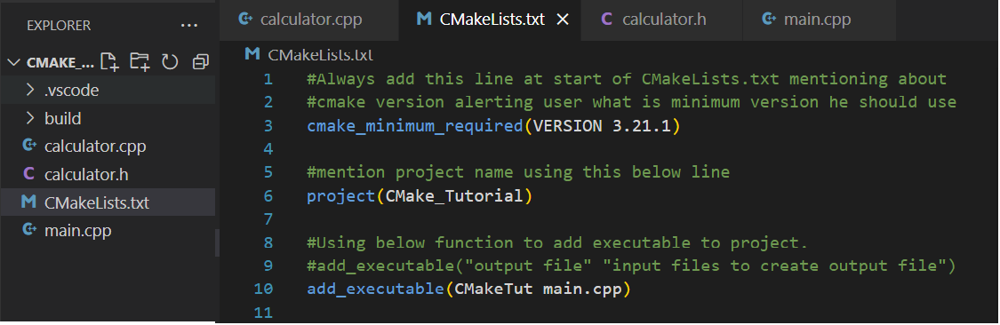 EXPLORER
CMAKE_...
.vscode
build
calculator.cpp
calculator.h
CMakeLists.txt
main.cpp
calculator.cpp CMakeLists.txt calculator.h main.cpp
CMakeLists.txt
1 #Always add this line at start of CMakeLists.txt mentioning about
2 #cmake version alerting user what is minimum version he should use
3 cmake_minimum_required(VERSION 3.21.1)
4
5 #mention project name using this below line
6 project(CMake_Tutorial)
7
8 #Using below function to add executable to project.
9 #add_executable("output file" "input files to create output file")
10 add_executable(CMakeTut main.cpp)
11